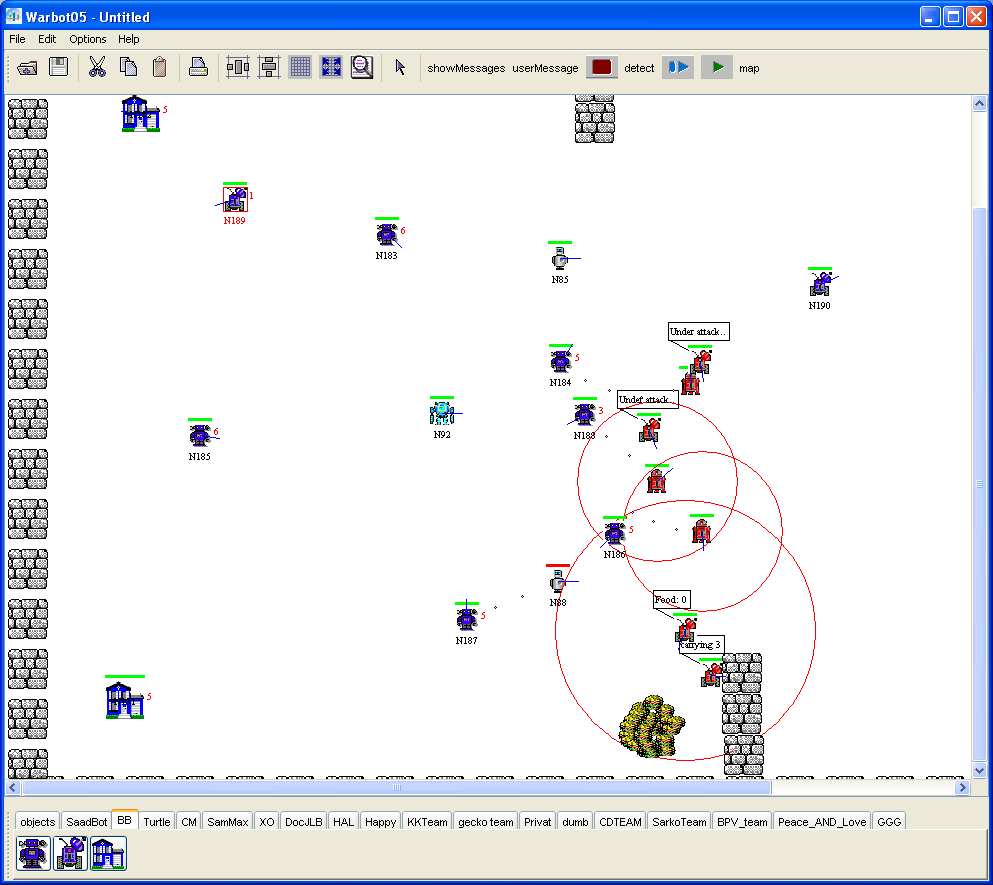 Warbot05 - Untitled
File Edit Options Help
showMessages userMessage detect map
5
1
N189
6
N183
N85
N190
Under attack..
5
N184
Under attack..
3
N188
N92
6
N185
5
N186
N88
Food: 0
5
N187
carrying 3
5
objects SaadBot BB Turtle CM SamMax XO DocJLB HAL Happy KKTeam gecko team Privat dumb CDTEAM SarkoTeam BPV_team Peace_AND_Love GGG